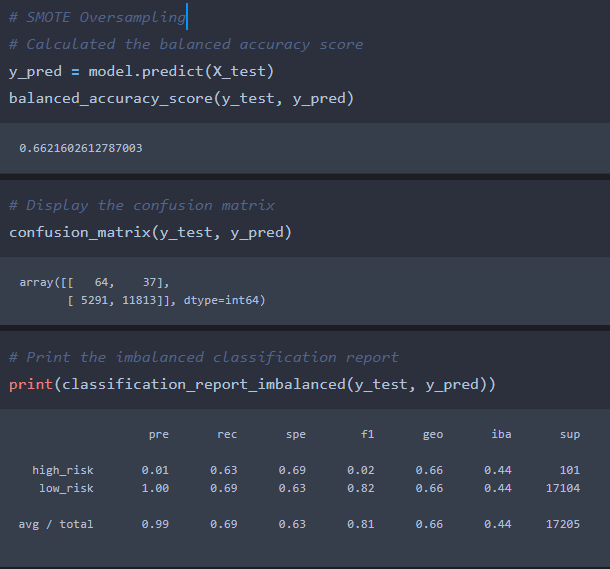 # SMOTE Oversampling
# Calculated the balanced accuracy score
y_pred = model.predict(X_test)
balanced_accuracy_score(y_test, y_pred)
0.6621602612787003
# Display the confusion matrix
confusion_matrix(y_test, y_pred)
array([[   64,    37],
       [ 5291, 11813]], dtype=int64)
# Print the imbalanced classification report
print(classification_report_imbalanced(y_test, y_pred))
pre rec spe f1 geo iba sup
high_risk 0.01 0.63 0.69 0.02 0.66 0.44 101
low_risk 1.00 0.69 0.63 0.82 0.66 0.44 17104
avg / total 0.99 0.69 0.63 0.81 0.66 0.44 17205